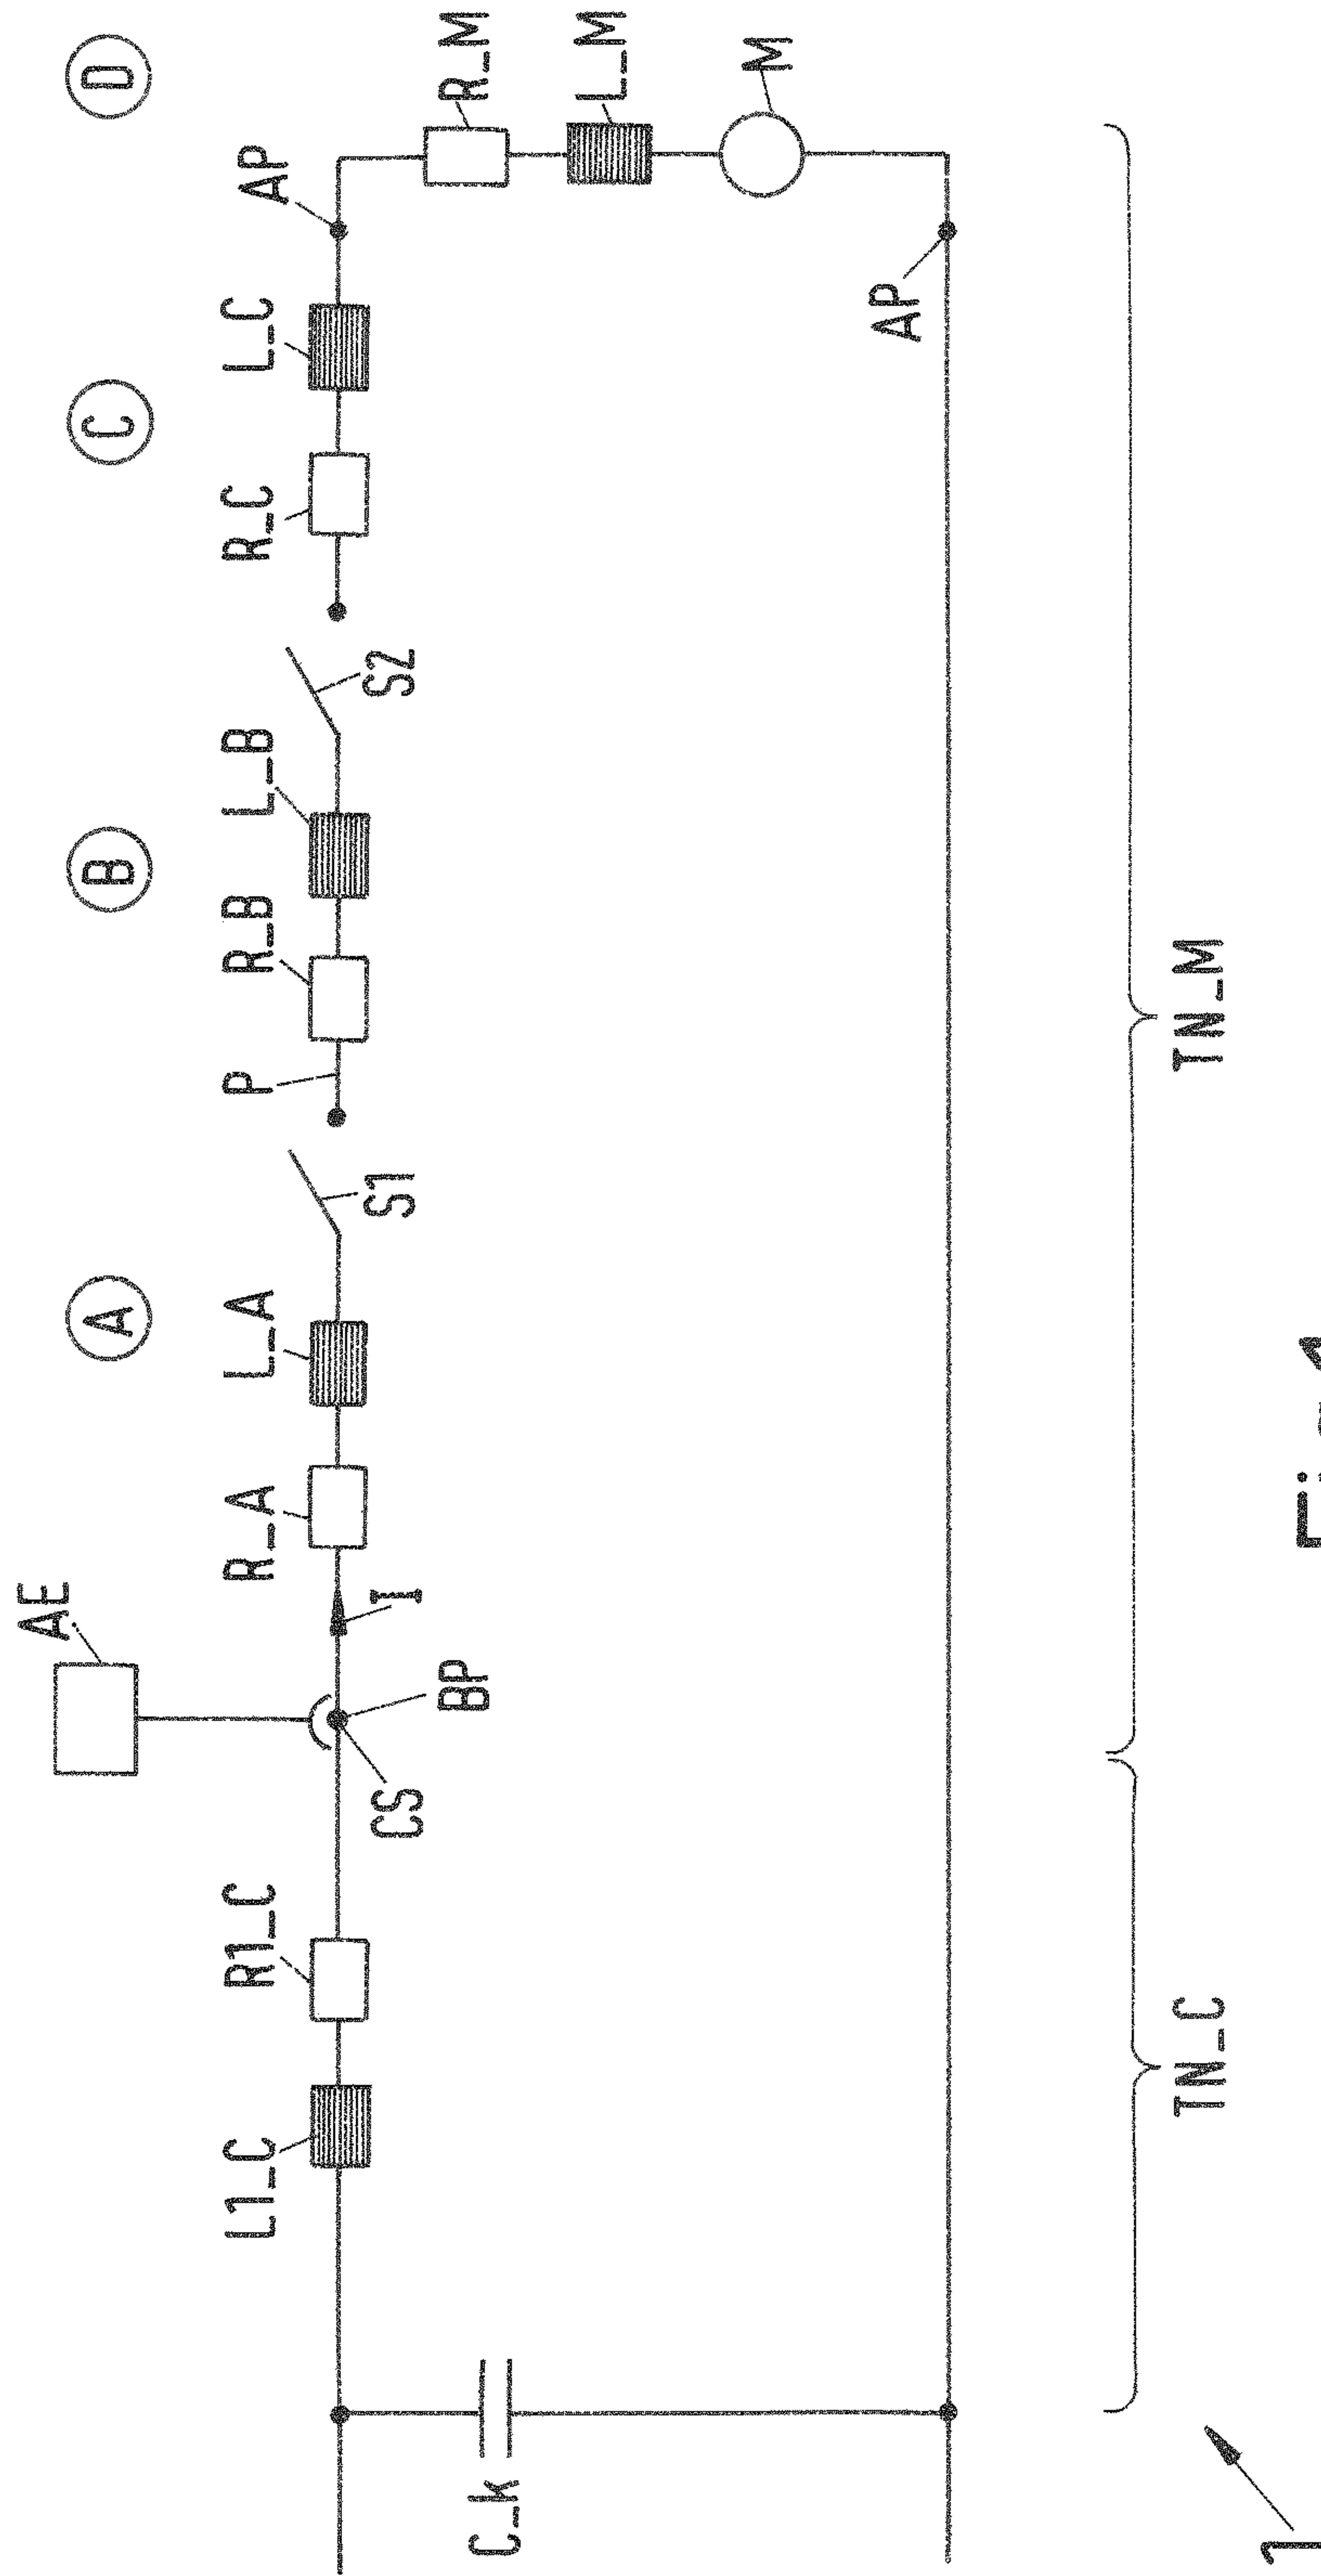 AE
A
B
C
D
L1_C
R1_C
R_A
L_A
P
R_B
L_B
R_C
L_C
AP
CS
BP
I
S1
S2
R_M
L_M
M
C_k
AP
TN_C
TN_M
1